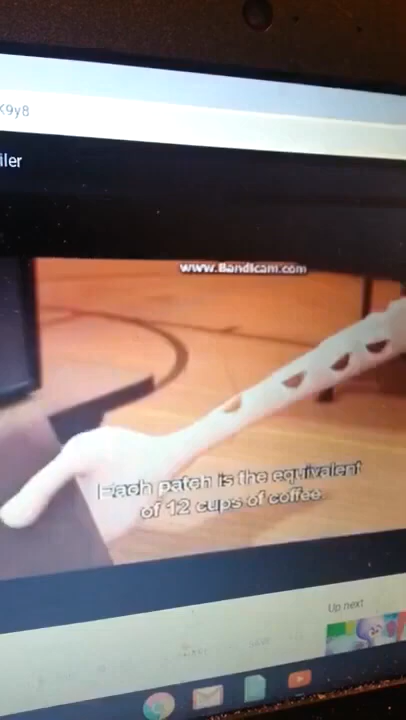 K9y8
iler
www.Bandicam.com
Each patch is the equivalent
of 12 cups of coffee.
Up next